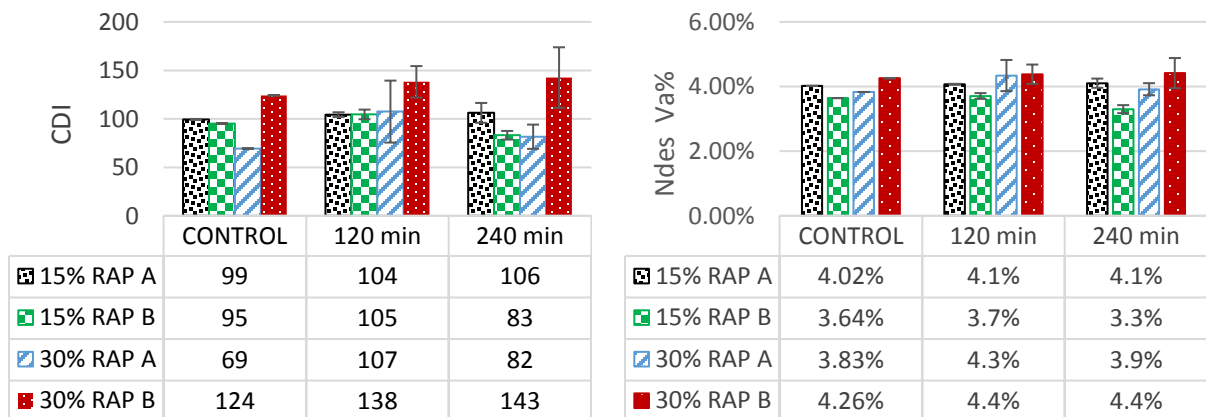 CDI
200
150
100
50
0
CONTROL 120 min 240 min
15% RAP A 99 104 106
15% RAP B 95 105 83
30% RAP A 69 107 82
30% RAP B 124 138 143
Ndes Va%
6.00%
4.00%
2.00%
0.00%
CONTROL 120 min 240 min
15% RAP A 4.02% 4.1% 4.1%
15% RAP B 3.64% 3.7% 3.3%
30% RAP A 3.83% 4.3% 3.9%
30% RAP B 4.26% 4.4% 4.4%